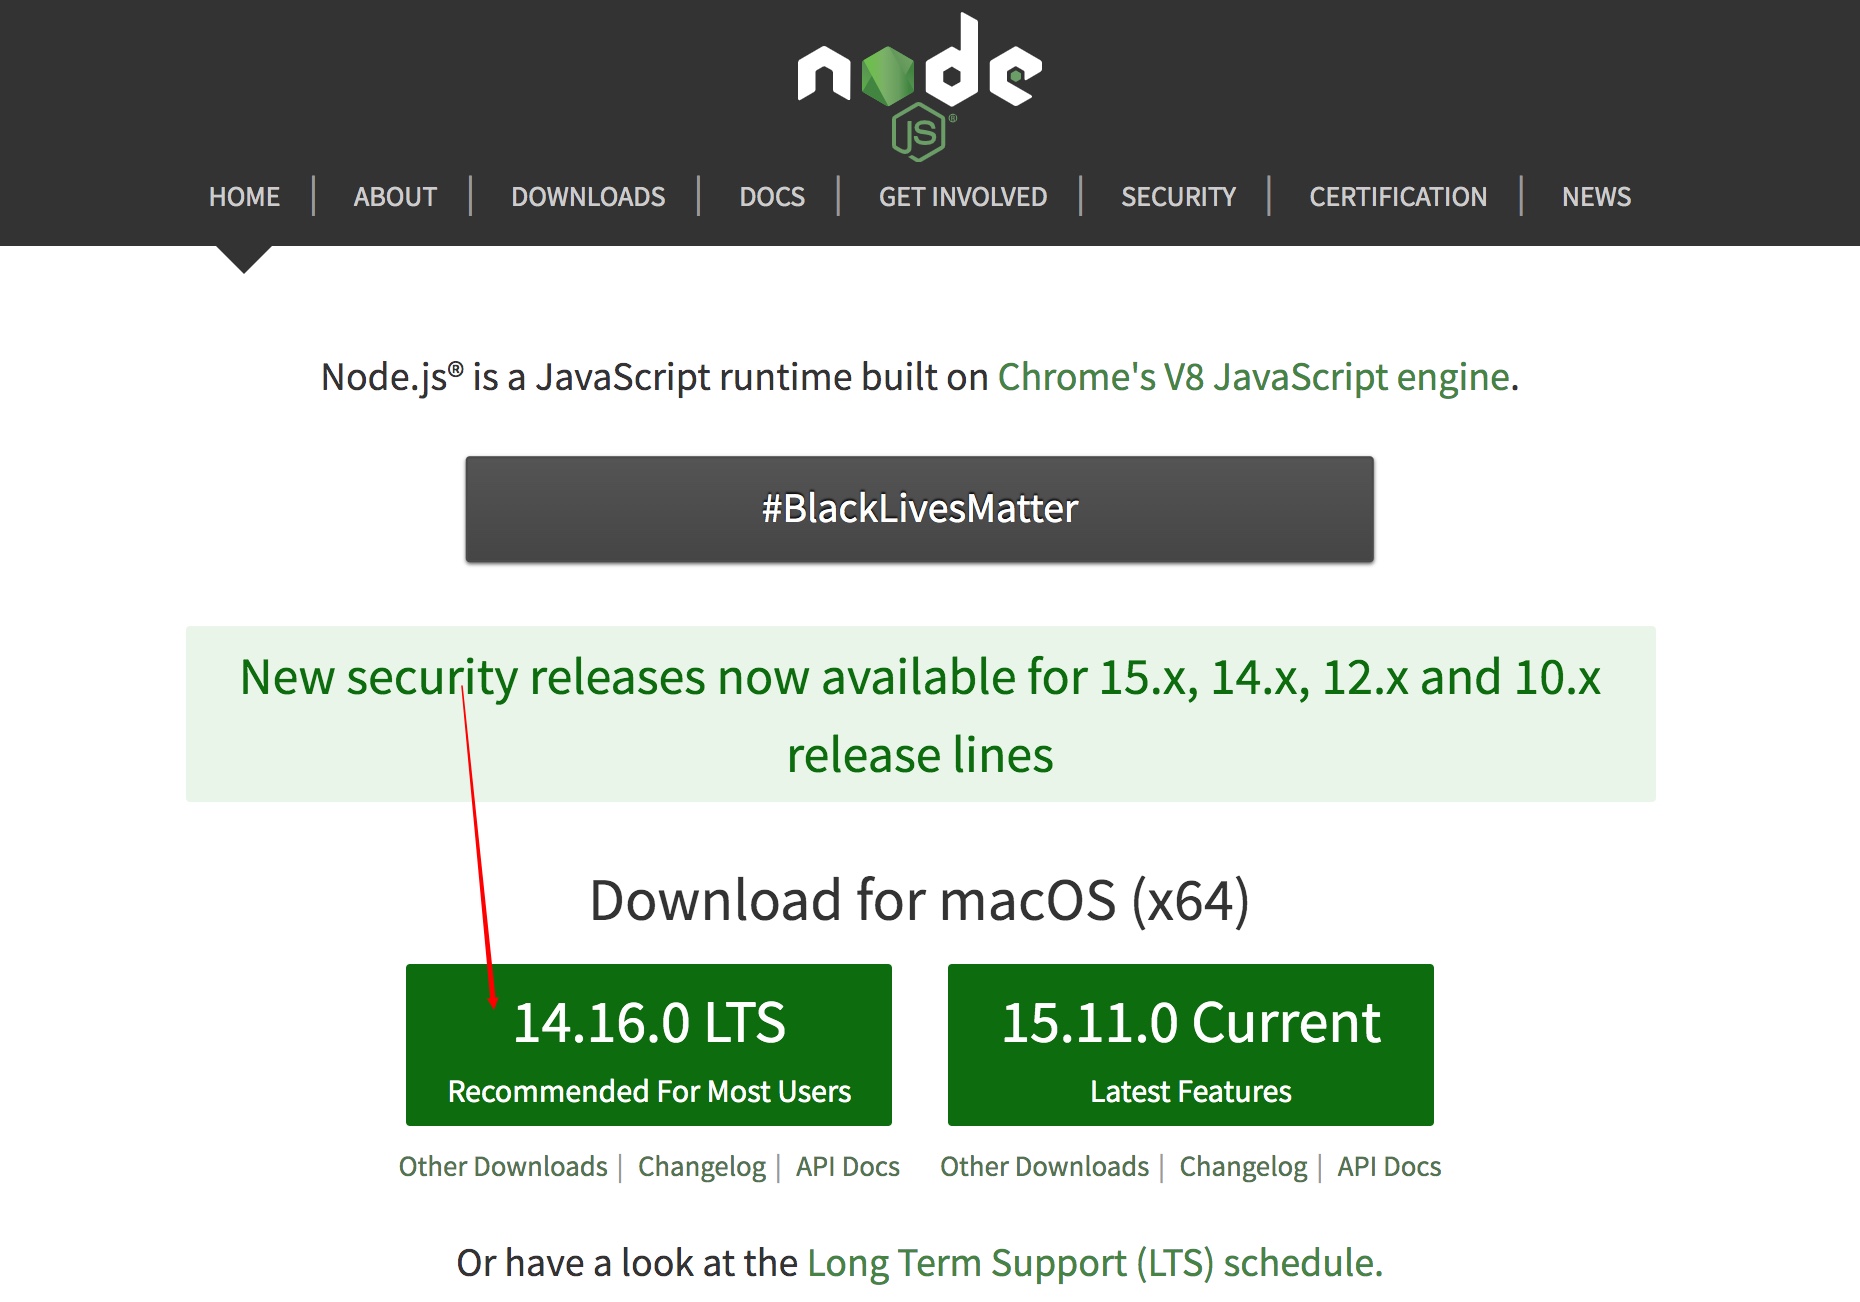 node
JS®
HOME | ABOUT | DOWNLOADS | DOCS | GET INVOLVED | SECURITY | CERTIFICATION | NEWS
Node.js® is a JavaScript runtime built on Chrome's V8 JavaScript engine.
#BlackLivesMatter
New security releases now available for 15.x, 14.x, 12.x and 10.x
release lines
Download for macOS (x64)
14.16.0 LTS
Recommended For Most Users
Other Downloads | Changelog | API Docs
15.11.0 Current
Latest Features
Other Downloads | Changelog | API Docs
Or have a look at the Long Term Support (LTS) schedule.